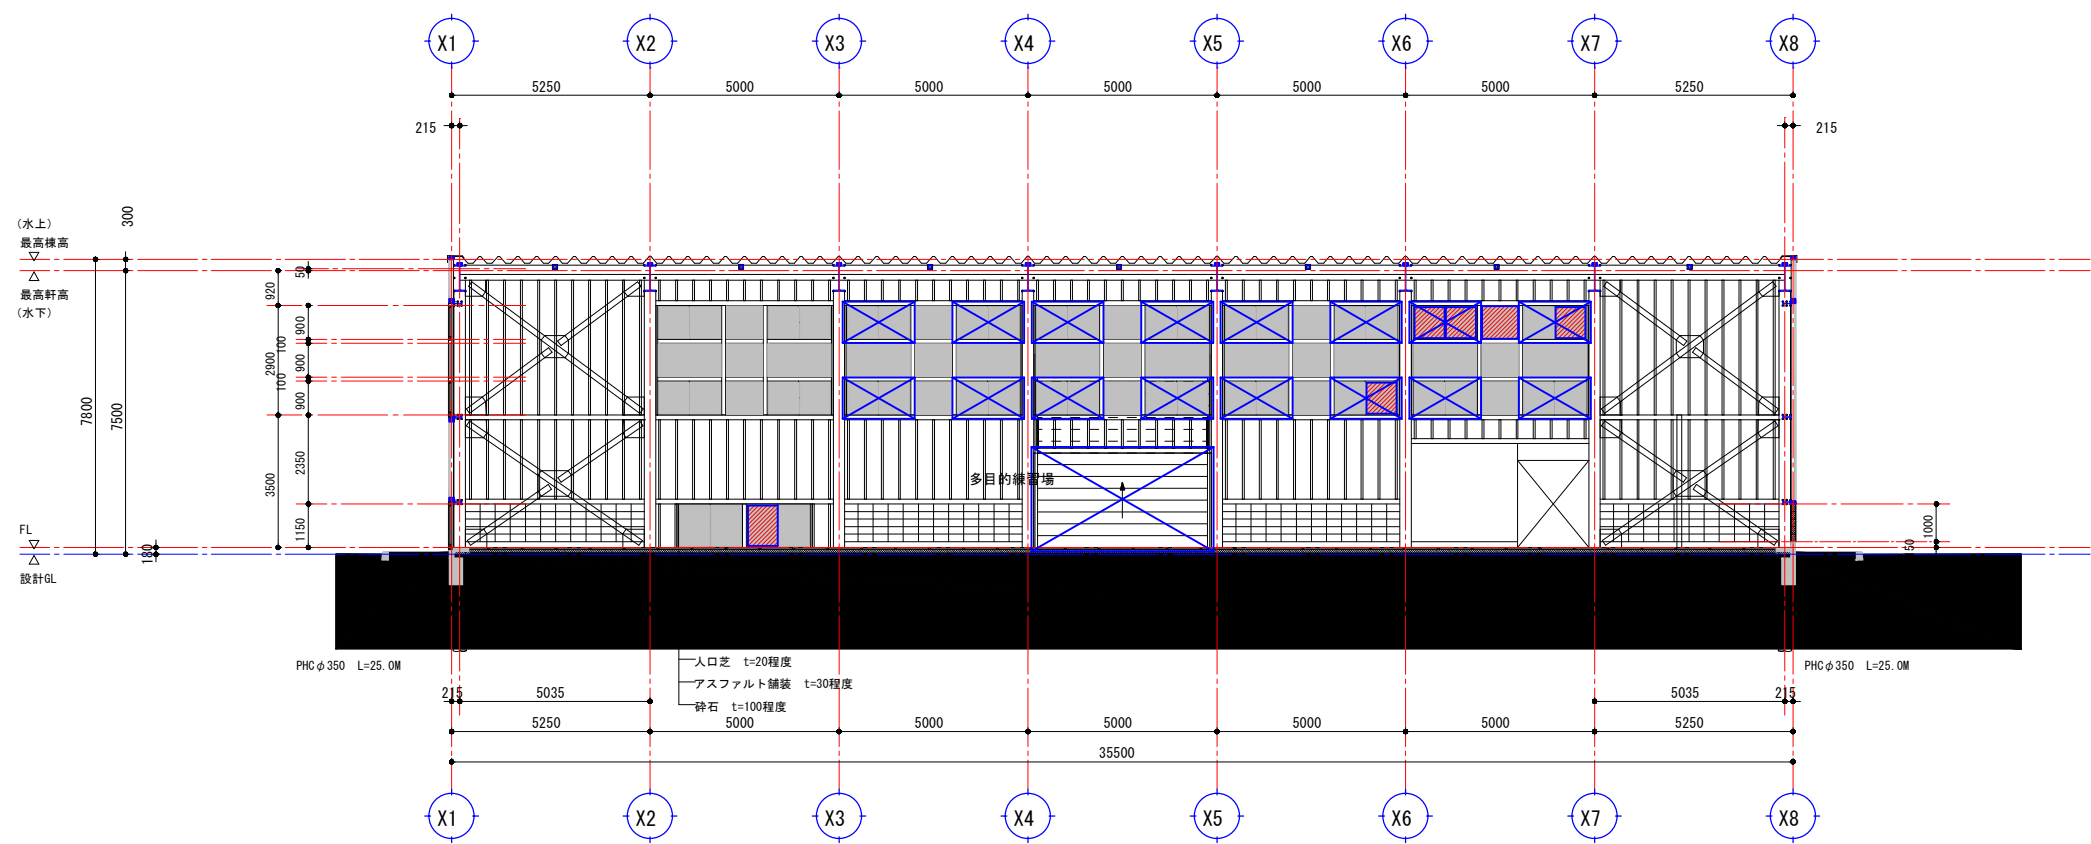 X1 X2 X3 X4 X5 X6 X7 X8
5250 5000 5000 5000 5000 5000 5250
215 215
300
(水上)
最高棟高
最高軒高
(水下)
50
920
900
100
900
100
900
2900
7800
7500
2350
3500
1150
多目的練習場
FL
180
設計GL
1000
50
PHCφ350 L=25.0M
人口芝 t=20程度
アスファルト舗装 t=30程度
砕石 t=100程度
PHCφ350 L=25.0M
215 5035 5035 215
5250 5000 5000 5000 5000 5000 5250
35500
X1 X2 X3 X4 X5 X6 X7 X8